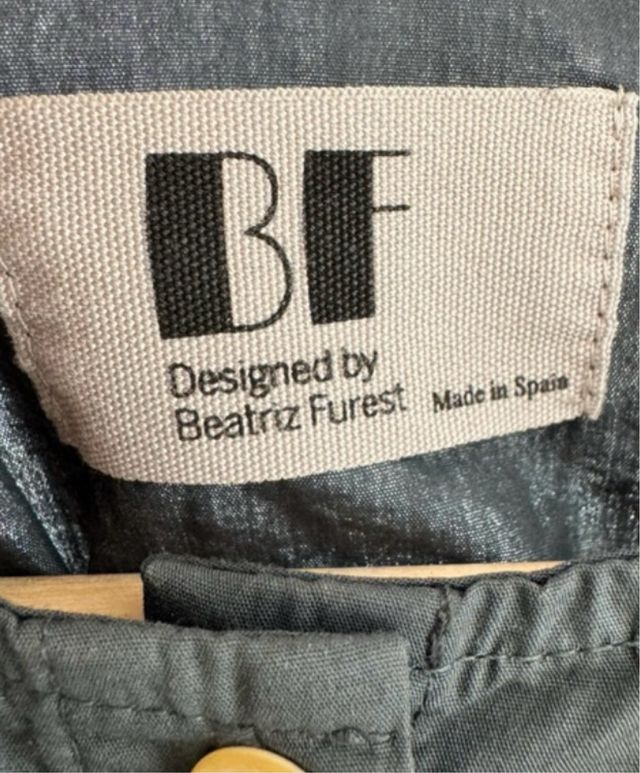 BF
Designed by
Beatriz Furest
Made in Spain